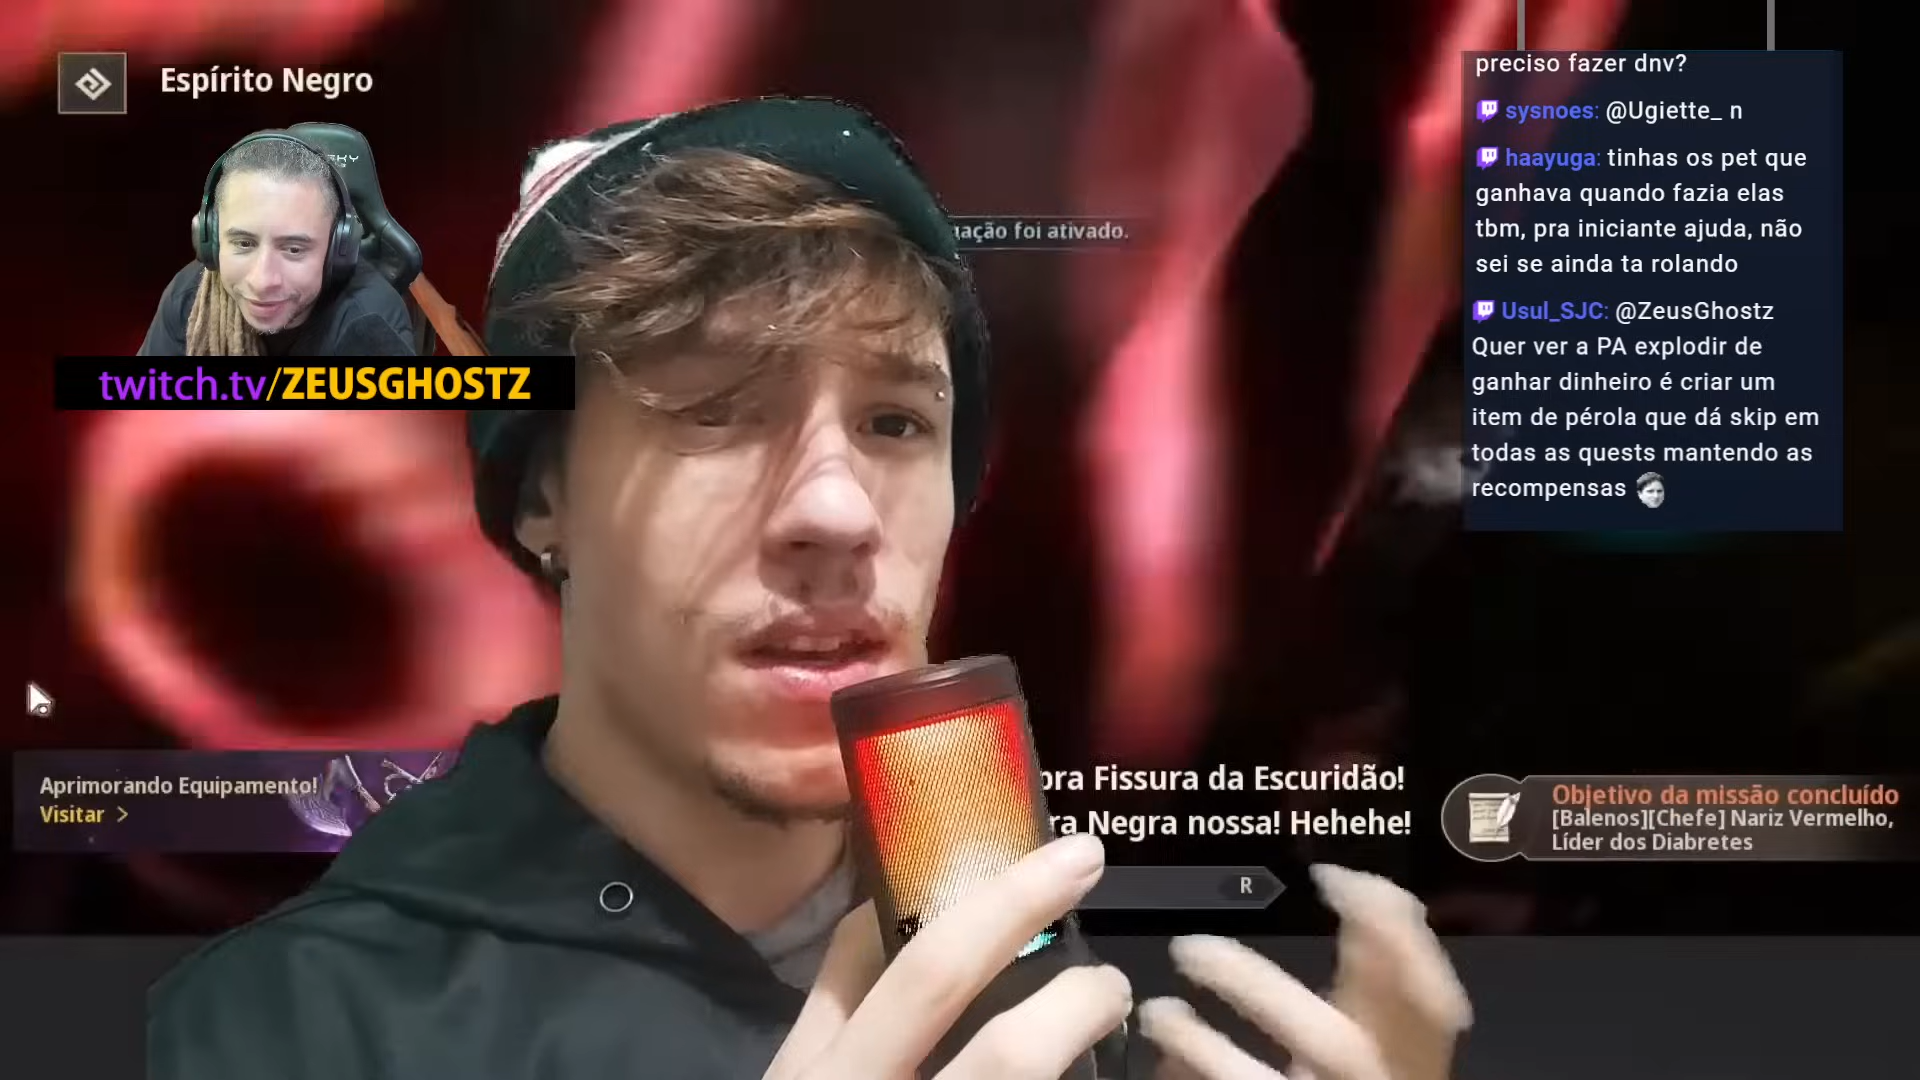 Espírito Negro
twitch.tv/ZEUSGHOSTZ
foi ativado.
preciso fazer dnv?
sysnoes: @Ugiette_ n
haayuga: tinhas os pet que
ganhava quando fazia elas
tbm, pra iniciante ajuda, não
sei se ainda ta rolando
Usul_SJC: @ZeusGhostz
Quer ver a PA explodir de
ganhar dinheiro é criar um
item de pérola que dá skip em
todas as quests mantendo as
recompensas
Aprimorando Equipamento!
Visitar >
Fissura da Escuridão!
Negra nossa! Hehehe!
R
Objetivo da missão concluído
[Balenos][Chefe] Nariz Vermelho,
Líder dos Diabretes